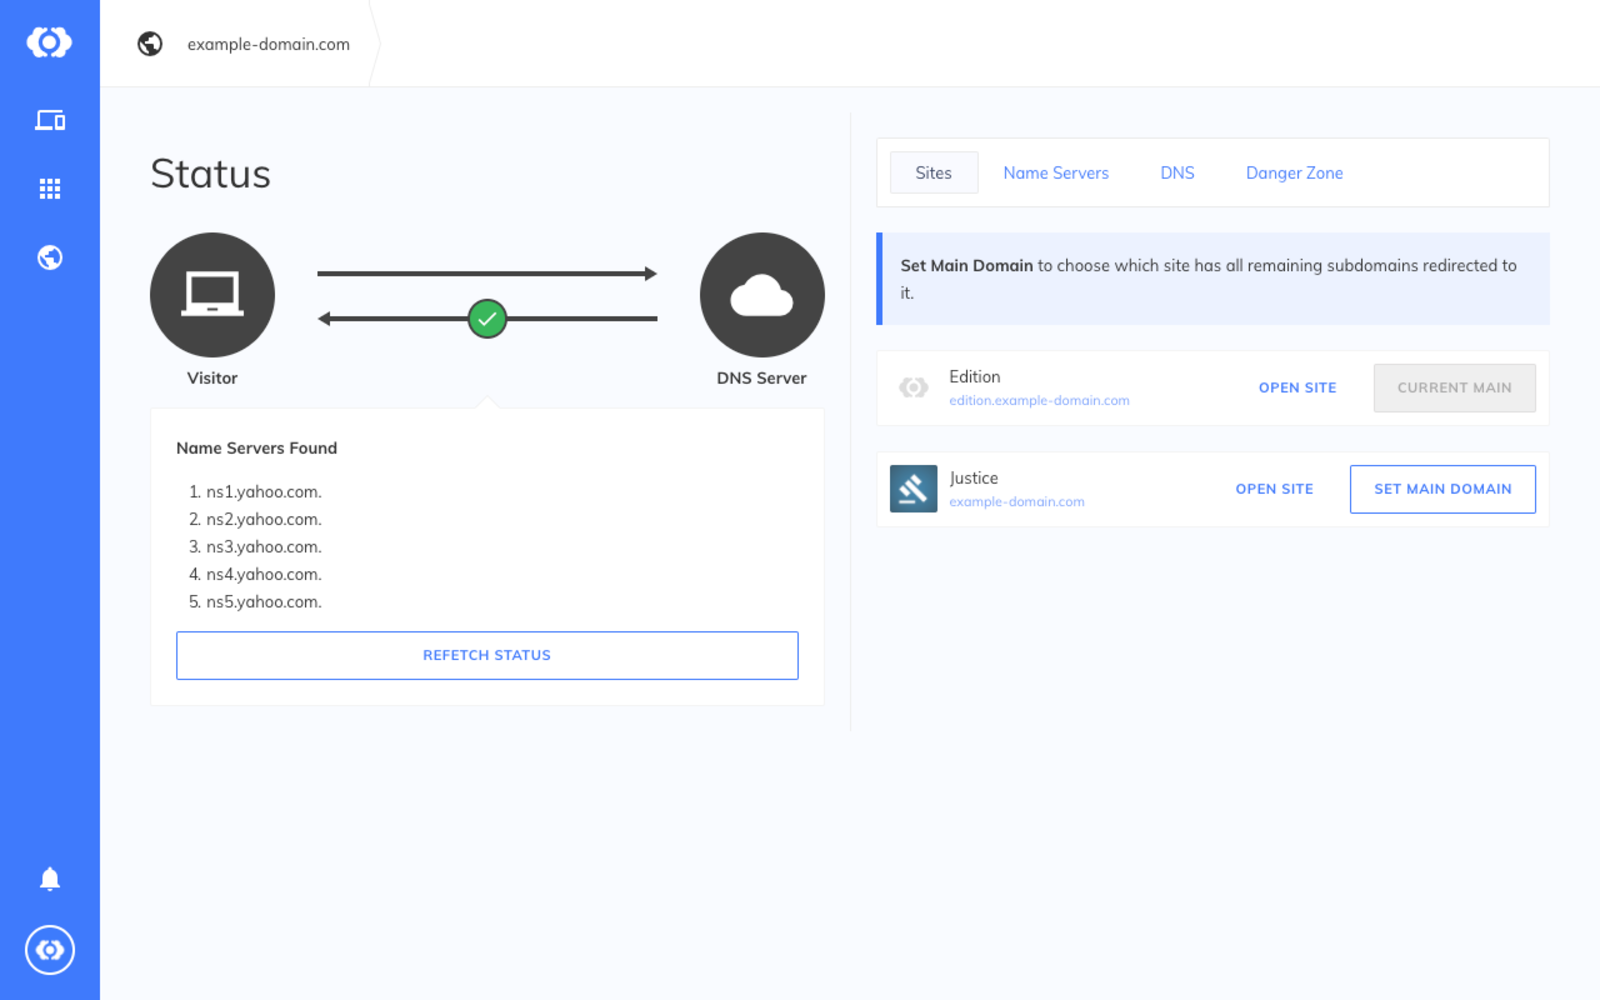 example-domain.com
Status
Visitor
DNS Server
Name Servers Found
1. ns1.yahoo.com.
2. ns2.yahoo.com.
3. ns3.yahoo.com.
4. ns4.yahoo.com.
5. ns5.yahoo.com.
REFETCH STATUS
Sites Name Servers DNS Danger Zone
Set Main Domain to choose which site has all remaining subdomains redirected to
it.
Edition
edition.example-domain.com
OPEN SITE CURRENT MAIN
Justice
example-domain.com
OPEN SITE SET MAIN DOMAIN